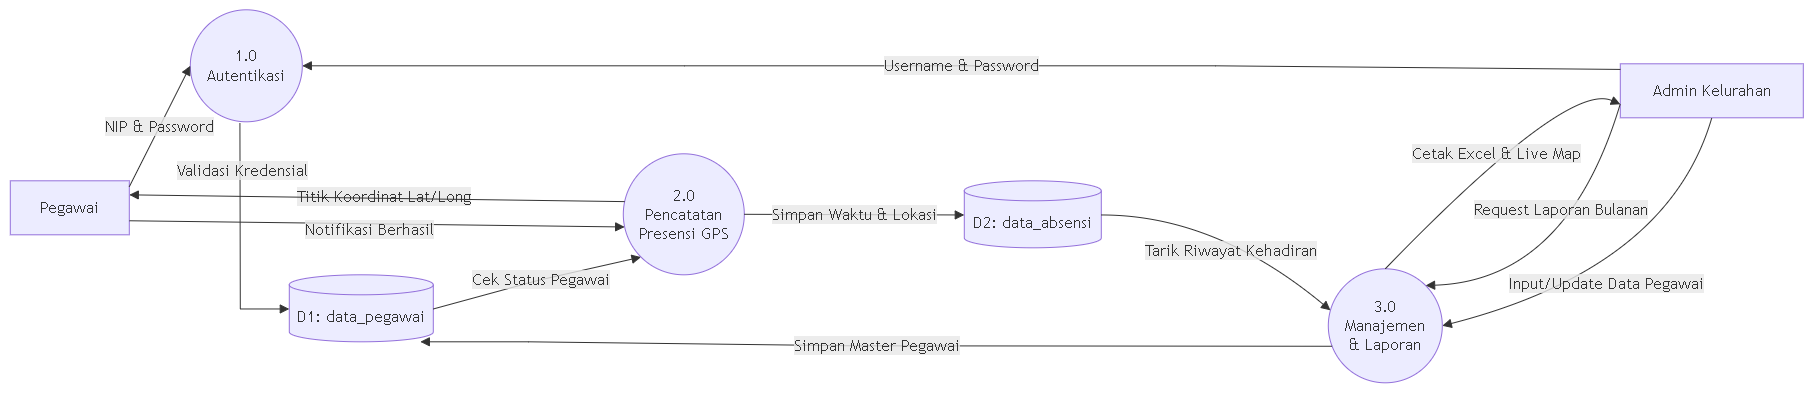 1.0
Autentikasi
Username & Password
Admin Kelurahan
NIP & Password
Cetak Excel & Live Map
Validasi Kredensial
Pegawai
Titik Koordinat Lat/Long
2.0
Pencatatan
Presensi GPS
Simpan Waktu & Lokasi
D2: data_absensi
Request Laporan Bulanan
Notifikasi Berhasil
Tarik Riwayat Kehadiran
Cek Status Pegawai
Input/Update Data Pegawai
D1: data_pegawai
3.0
Manajemen
& Laporan
Simpan Master Pegawai